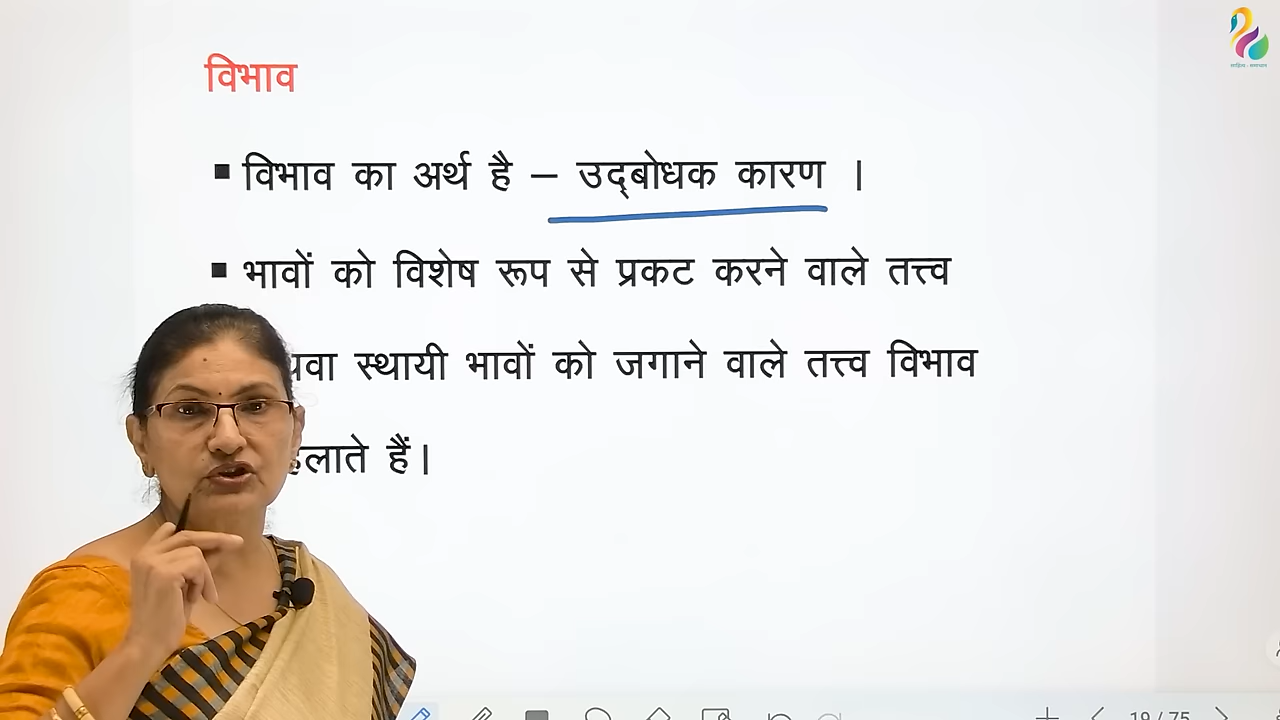 विभाव
▪ विभाव का अर्थ है – उद्‌बोधक कारण ।
▪ भावों को विशेष रूप से प्रकट करने वाले तत्त्व
स्थायी भावों को जगाने वाले तत्त्व विभाव
हैं।
19/75